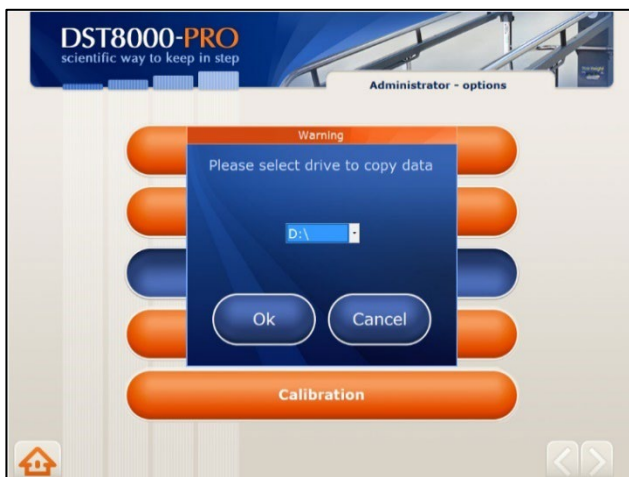 DST8000-PRO
scientific way to keep in step
Administrator - options
Warning
Please select drive to copy data
D:\
Ok
Cancel
Calibration